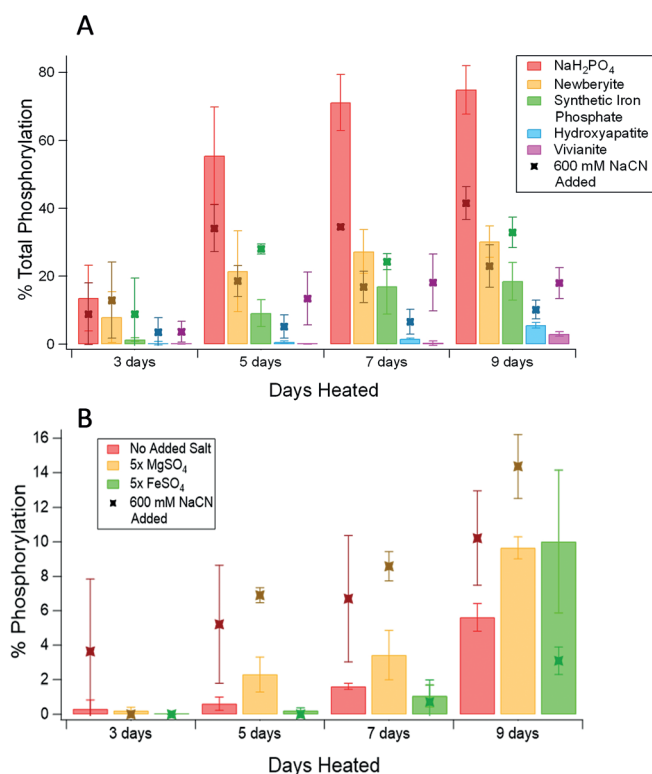 A
% Total Phosphorylation
80
60
40
20
0
NaH₂PO₄
Newberyite
Synthetic Iron
Phosphate
Hydroxyapatite
Vivianite
600 mM NaCN
Added
3 days
5 days
7 days
9 days
Days Heated
B
% Phosphorylation
16
14
12
10
8
6
4
2
0
No Added Salt
5x MgSO₄
5x FeSO₄
600 mM NaCN
Added
3 days
5 days
7 days
9 days
Days Heated